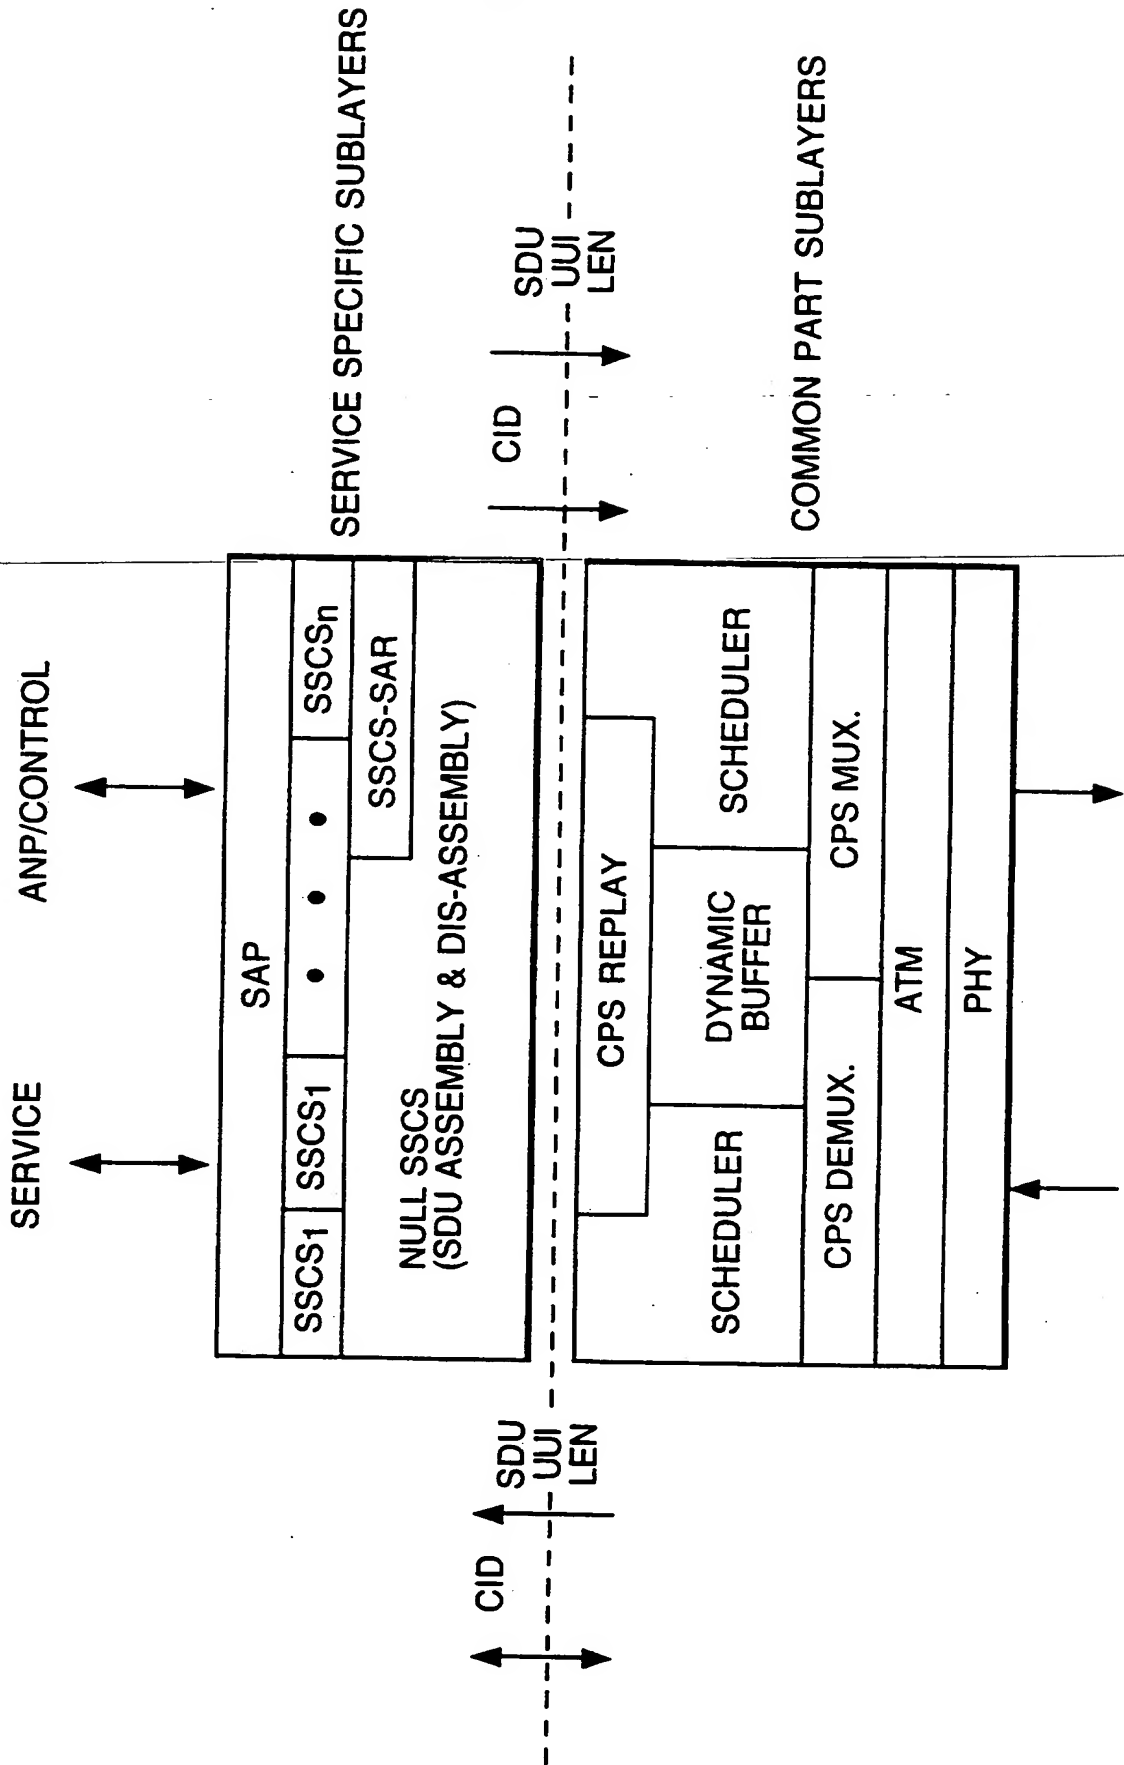 SERVICE
ANP/CONTROL
SAP
SSCS1
SSCS1
SSCSn
SSCS-SAR
NULL SSCS
(SDU ASSEMBLY & DIS-ASSEMBLY)
SERVICE SPECIFIC SUBLAYERS
CID
SDU
UUI
LEN
CID
SDU
UUI
LEN
CPS REPLAY
SCHEDULER
DYNAMIC
BUFFER
SCHEDULER
CPS DEMUX.
CPS MUX.
ATM
PHY
COMMON PART SUBLAYERS